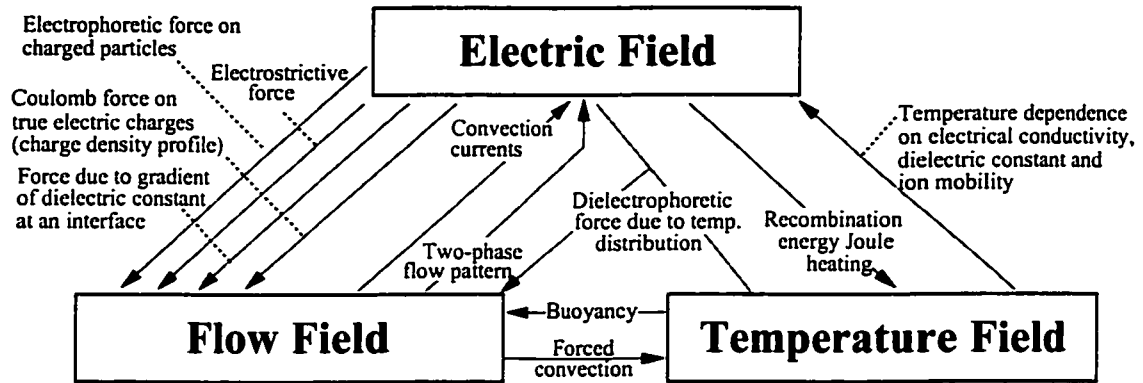 Electrophoretic force on
charged particles
Electric Field
Electrostrictive
force
Coulomb force on
true electric charges
(charge density profile)
Convection
currents
Temperature dependence
on electrical conductivity,
dielectric constant and
ion mobility
Force due to gradient
of dielectric constant
at an interface
Dielectrophoretic
force due to temp.
distribution
Recombination
energy Joule
heating
Two-phase
flow pattern
Flow Field
Buoyancy
Forced
convection
Temperature Field